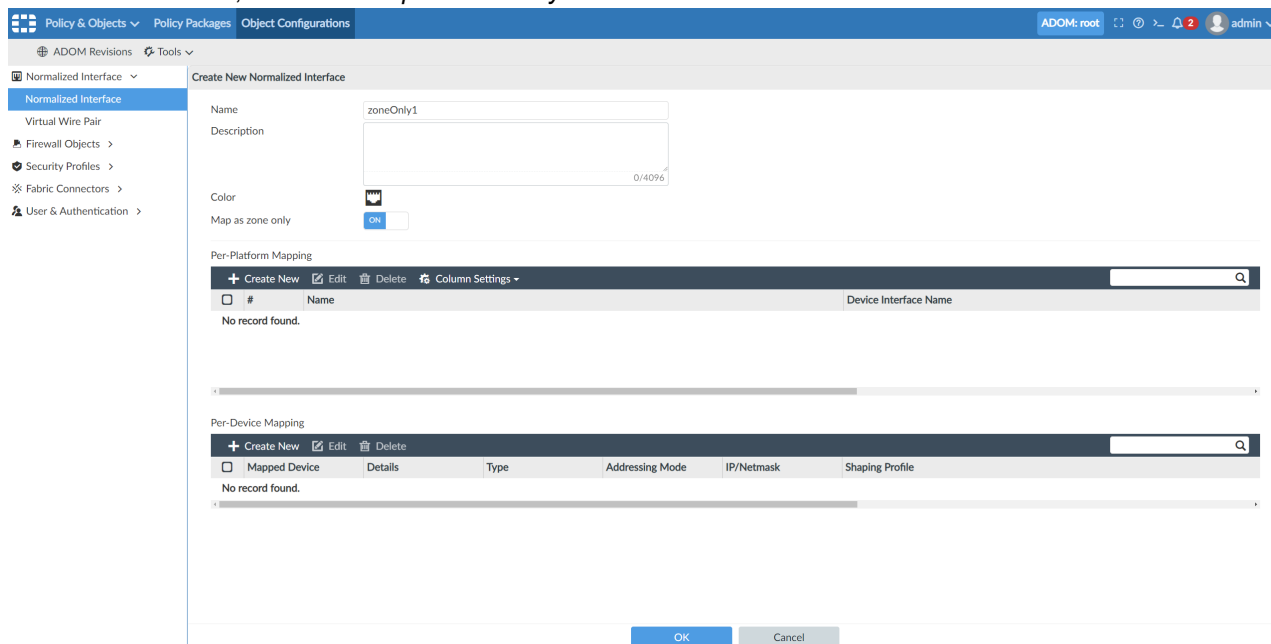 Policy & Objects Policy Packages Object Configurations ADOM: root 2 admin
ADOM Revisions Tools
Normalized Interface
Create New Normalized Interface
Normalized Interface
Virtual Wire Pair
Firewall Objects
Security Profiles
Fabric Connectors
User & Authentication
Name zoneOnly1
Description
0/4096
Color
Map as zone only ON
Per-Platform Mapping
Create New Edit Delete Column Settings
# Name Device Interface Name
No record found.
Per-Device Mapping
Create New Edit Delete
Mapped Device Details Type Addressing Mode IP/Netmask Shaping Profile
No record found.
OK Cancel